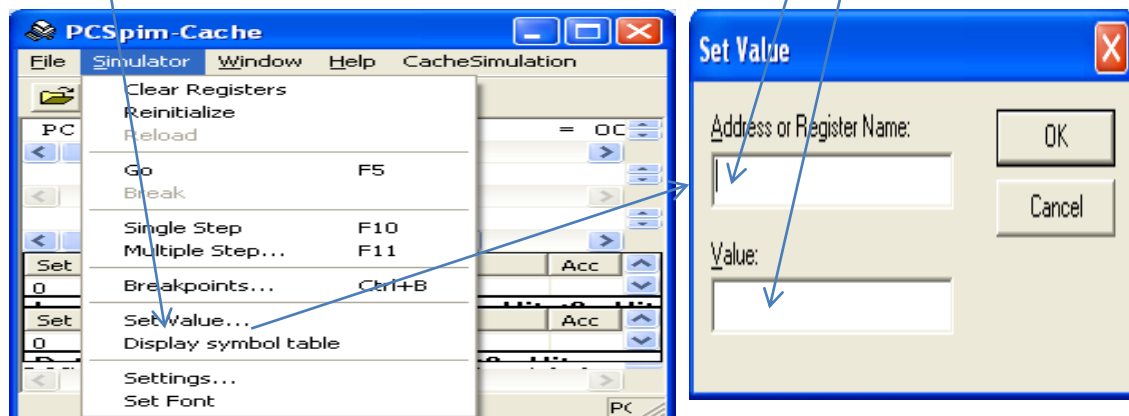 PCSpim-Cache
File Simulator Window Help CacheSimulation
Clear Registers
Reinitialize
Reload
PC = 0C
Go F5
Break
Single Step F10
Multiple Step... F11
Set Acc
0 Breakpoints... Ctrl+B
Set Set Value... Acc
0 Display symbol table
Settings...
Set Font
PC
Set Value
Address or Register Name:
OK
Cancel
Value: